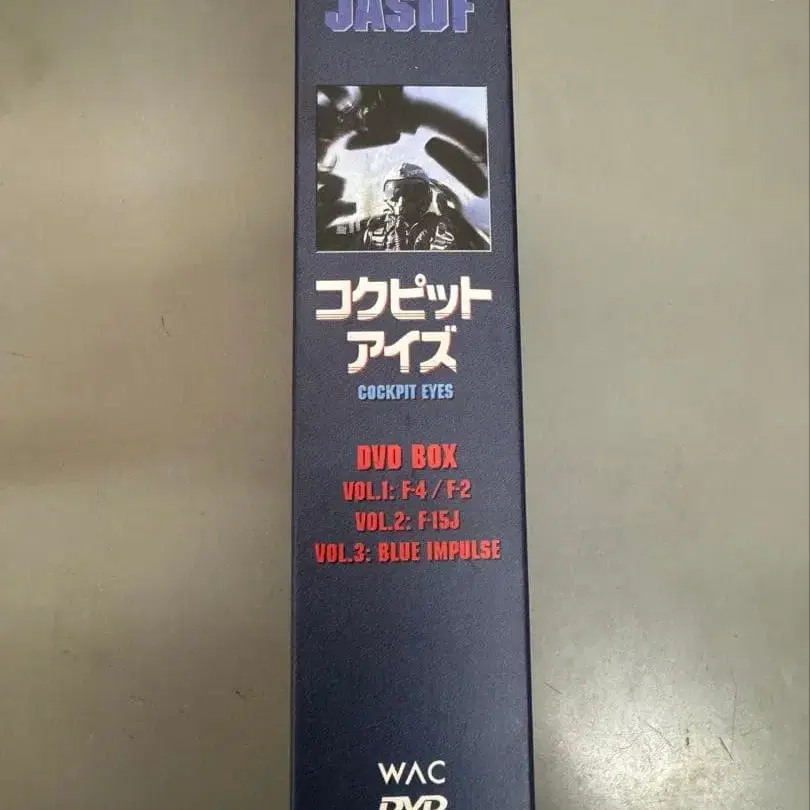 JASDF
コクピット
アイズ
COCKPIT EYES
DVD BOX
VOL.1: F-4 / F-2
VOL.2: F-15J
VOL.3: BLUE IMPULSE
WAC
DVD